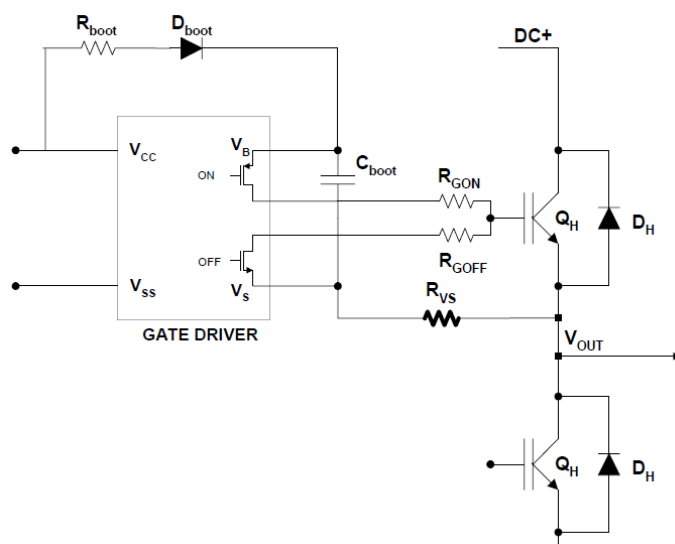 Rboot
Dboot
DC+
VCC
VB
Cboot
ON
RGON
QH
DH
OFF
RGOFF
VSS
VS
RVS
GATE DRIVER
VOUT
QH
DH